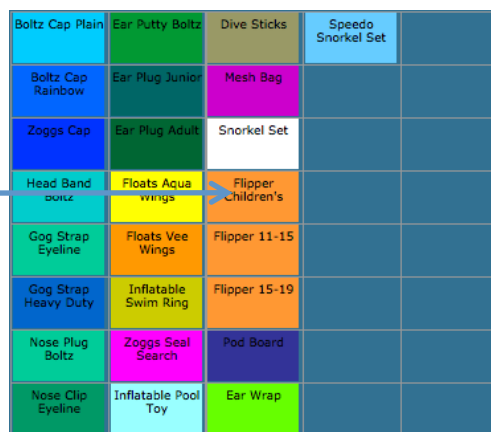 Boltz Cap Plain
Ear Putty Boltz
Dive Sticks
Speedo
Snorkel Set
Boltz Cap
Rainbow
Ear Plug Junior
Mesh Bag
Zoggs Cap
Ear Plug Adult
Snorkel Set
Head Band
Boltz
Floats Aqua
Wings
Flipper
Children's
Gog Strap
Eyeline
Floats Vee
Wings
Flipper 11-15
Gog Strap
Heavy Duty
Inflatable
Swim Ring
Flipper 15-19
Nose Plug
Boltz
Zoggs Seal
Search
Pod Board
Nose Clip
Eyeline
Inflatable Pool
Toy
Ear Wrap